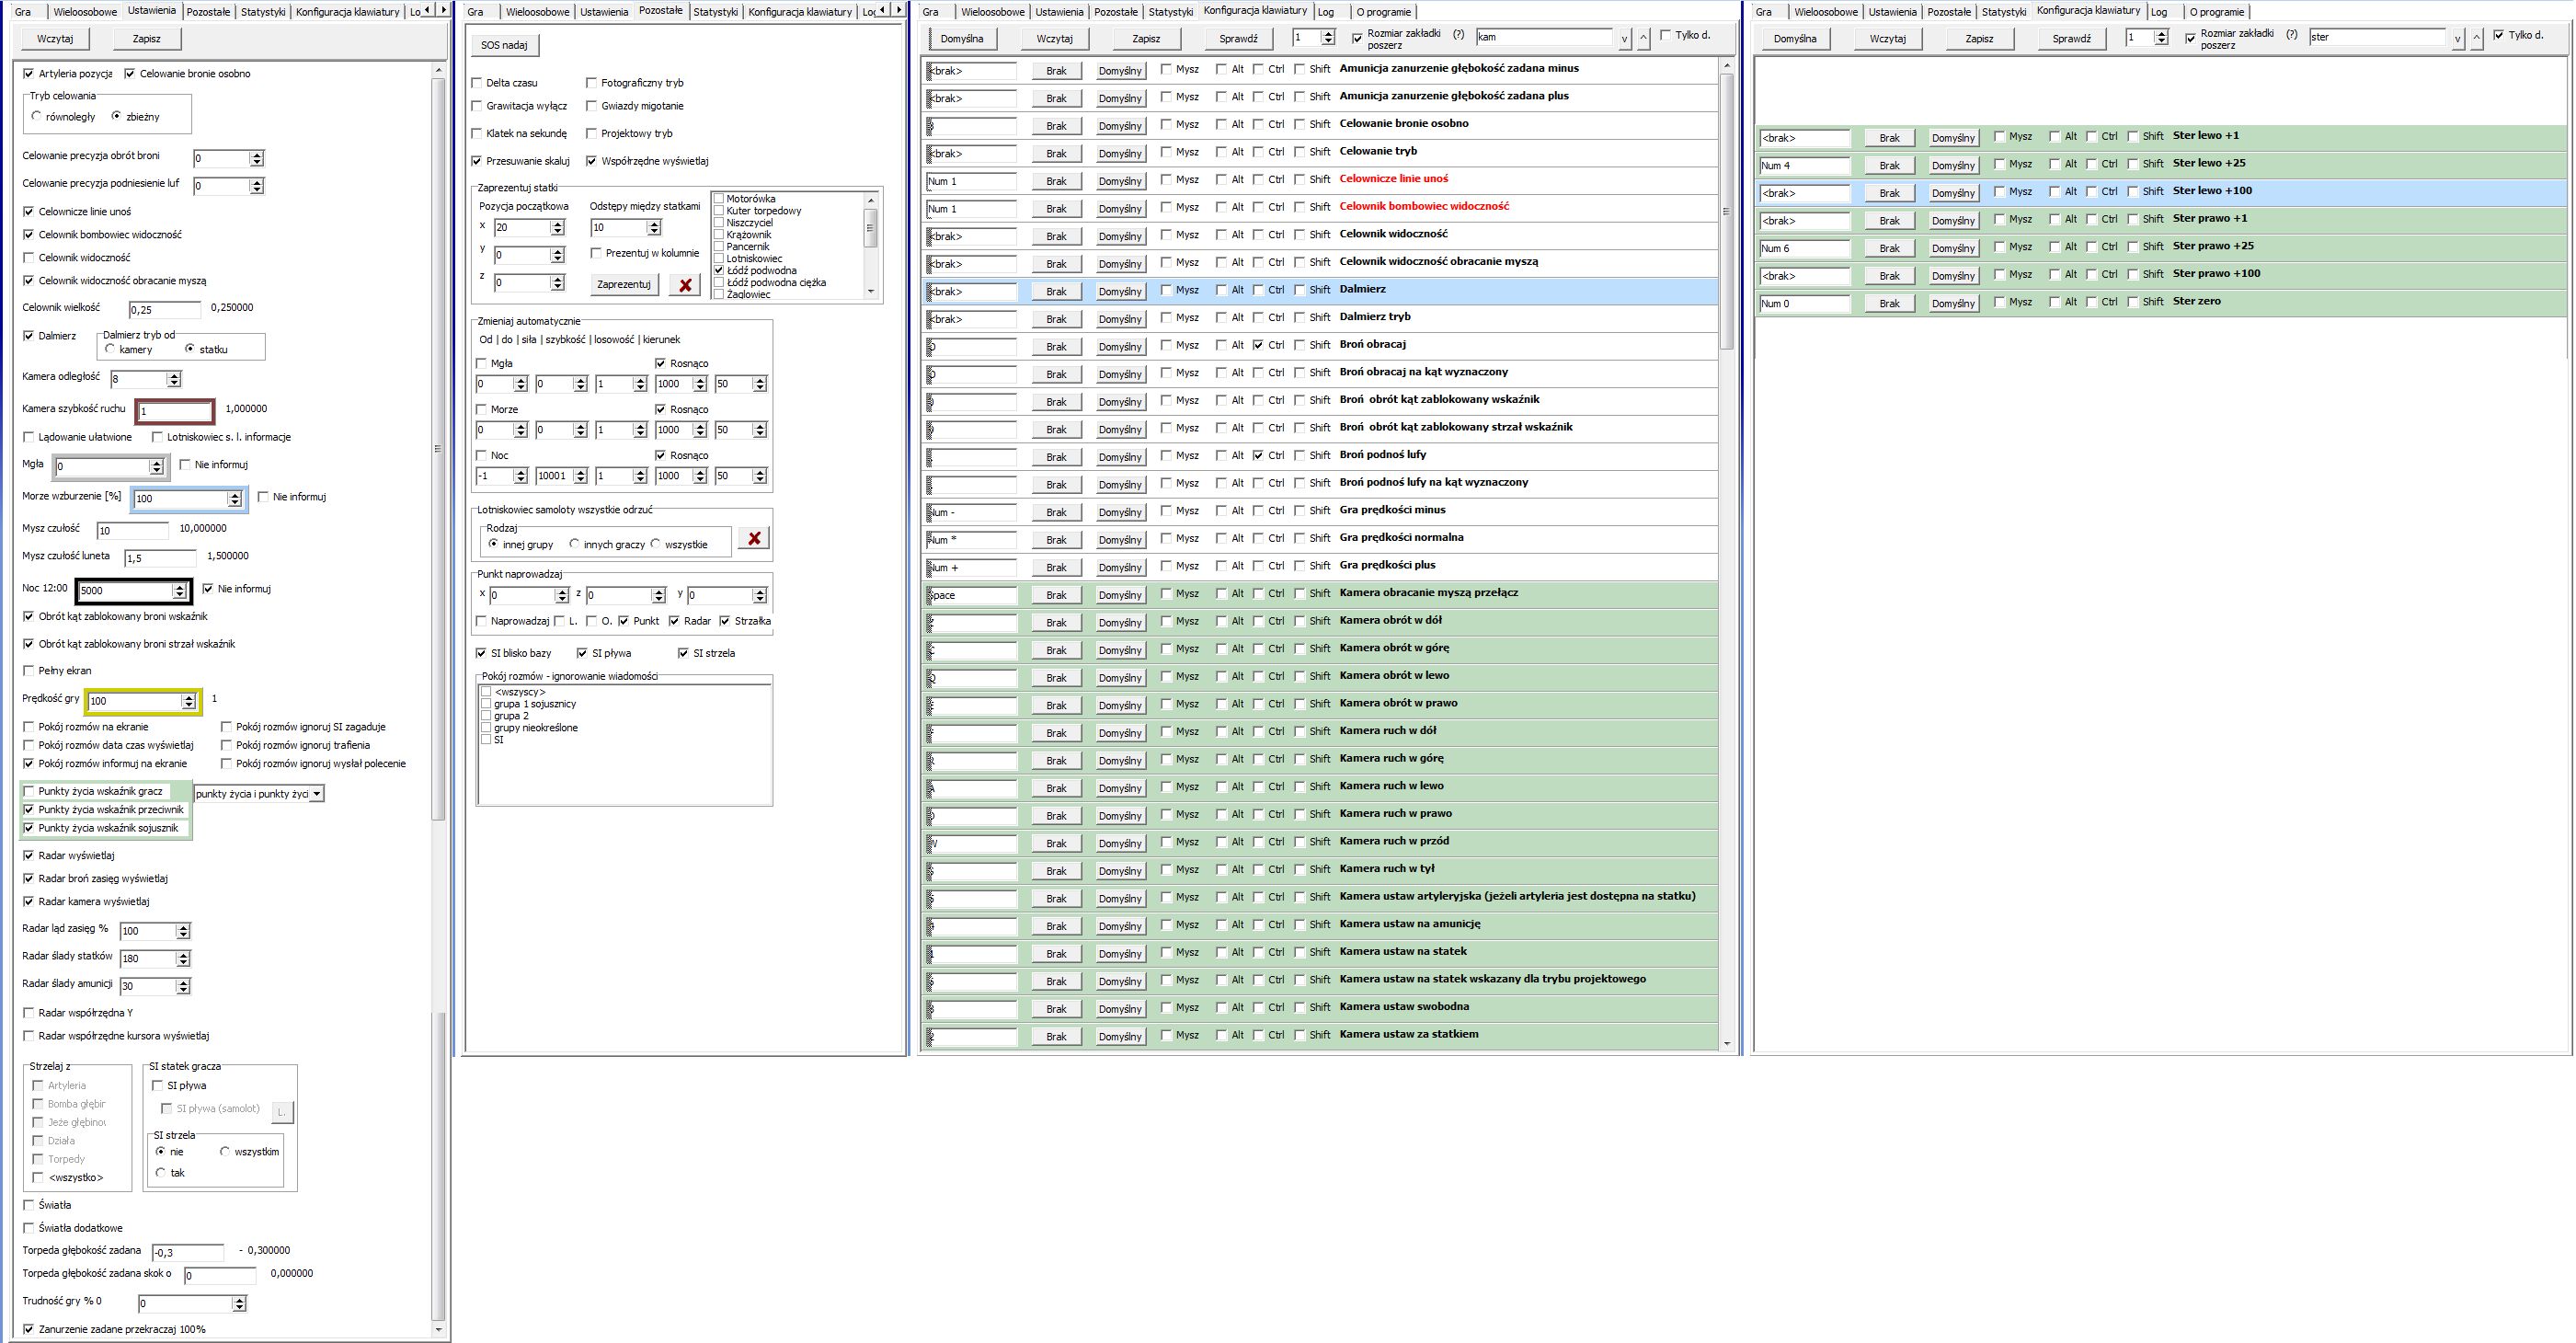 Gra Wieloosobowe Ustawienia Pozostałe Statystyki Konfiguracja klawiatury
Wczytaj Zapisz
Artyleria pozycja Celowanie bronie osobno
Tryb celowania
równoległy zbieżny
Celowanie precyzja obrót broni 0
Celowanie precyzja podniesienie luf 0
Celownicze linie unoś
Celownik bombowiec widoczność
Celownik widoczność
Celownik widoczność obracanie myszą
Celownik wielkość 0,25 0,250000
Dalmierz Dalmierz tryb od
kamery statku
Kamera odległość 8
Kamera szybkość ruchu 1 1,000000
Lądowanie ułatwione Lotniskowiec s. l. informacje
Mgła 0 Nie informuj
Morze wzburzenie [%] 100 Nie informuj
Mysz czułość 10 10,000000
Mysz czułość luneta 1,5 1,500000
Noc 12:00 5000 Nie informuj
Obrót kąt zablokowany broni wskaźnik
Obrót kąt zablokowany broni strzał wskaźnik
Pełny ekran
Prędkość gry 100 1
Pokój rozmów na ekranie Pokój rozmów ignoruj SI zagaduje
Pokój rozmów data czas wyświetlaj Pokój rozmów ignoruj trafienia
Pokój rozmów informuj na ekranie Pokój rozmów ignoruj wysłał polecenie
Punkty życia wskaźnik gracz punkty życia i punkty życi
Punkty życia wskaźnik przeciwnik
Punkty życia wskaźnik sojusznik
Radar wyświetlaj
Radar broń zasięg wyświetlaj
Radar kamera wyświetlaj
Radar ląd zasięg % 100
Radar ślady statków 180
Radar ślady amunicji 30
Radar współrzędna Y
Radar współrzędne kursora wyświetlaj
Strzelaj z SI statek gracza
Artyleria SI pływa
Bomba głębir SI pływa (samolot) L.
Jeże głębinov
Działa SI strzela
Torpedy nie wszystkim
<wszystko> tak
Światła
Światła dodatkowe
Torpeda głębokość zadana -0,3 - 0,300000
Torpeda głębokość zadana skok o 0 0,000000
Trudność gry % 0 0
Zanurzenie zadane przekraczaj 100%
Gra Wieloosobowe Ustawienia Pozostałe Statystyki Konfiguracja klawiatury
SOS nadaj
Delta czasu Fotograficzny tryb
Grawitacja wyłącz Gwiazdy migotanie
Klatek na sekundę Projektowy tryb
Przesuwanie skaluj Współrzędne wyświetlaj
Zaprezentuj statki
Pozycja początkowa Odstępy między statkami
x 20 10
y 0 Prezentuj w kolumnie
z 0 Zaprezentuj
Motorówka
Kuter torpedowy
Niszczyciel
Krążownik
Pancernik
Lotniskowiec
Łódź podwodna
Łódź podwodna ciężka
Żaglowiec
Zmieniaj automatycznie
Od | do | siła | szybkość | losowość | kierunek
Mgła Rosnąco
0 0 1 1000 50
Morze Rosnąco
0 0 1 1000 50
Noc Rosnąco
-1 10001 1 1000 50
Lotniskowiec samoloty wszystkie odrzuć
Rodzaj
innej grupy innych graczy wszystkie
Punkt naprowadzaj
x 0 z 0 y 0
Naprowadzaj L. O. Punkt Radar Strzałka
SI blisko bazy SI pływa SI strzela
Pokój rozmów - ignorowanie wiadomości
<wszyscy>
grupa 1 sojusznicy
grupa 2
grupy nieokreślone
SI
Gra Wieloosobowe Ustawienia Pozostałe Statystyki Konfiguracja klawiatury Log O programie
Domyślna Wczytaj Zapisz Sprawdź 1 Rozmiar zakładki poszerz (?) kam v ^ Tylko d.
<brak> Brak Domyślny Mysz Alt Ctrl Shift Amunicja zanurzenie głębokość zadana minus
<brak> Brak Domyślny Mysz Alt Ctrl Shift Amunicja zanurzenie głębokość zadana plus
Brak Domyślny Mysz Alt Ctrl Shift Celowanie bronie osobno
<brak> Brak Domyślny Mysz Alt Ctrl Shift Celowanie tryb
Num 1 Brak Domyślny Mysz Alt Ctrl Shift Celownicze linie unoś
Num 1 Brak Domyślny Mysz Alt Ctrl Shift Celownik bombowiec widoczność
<brak> Brak Domyślny Mysz Alt Ctrl Shift Celownik widoczność
<brak> Brak Domyślny Mysz Alt Ctrl Shift Celownik widoczność obracanie myszą
<brak> Brak Domyślny Mysz Alt Ctrl Shift Dalmierz
<brak> Brak Domyślny Mysz Alt Ctrl Shift Dalmierz tryb
Brak Domyślny Mysz Alt Ctrl Shift Broń obracaj
Brak Domyślny Mysz Alt Ctrl Shift Broń obracaj na kąt wyznaczony
Brak Domyślny Mysz Alt Ctrl Shift Broń obrót kąt zablokowany wskaźnik
Brak Domyślny Mysz Alt Ctrl Shift Broń obrót kąt zablokowany strzał wskaźnik
Brak Domyślny Mysz Alt Ctrl Shift Broń podnoś lufy
Brak Domyślny Mysz Alt Ctrl Shift Broń podnoś lufy na kąt wyznaczony
Num - Brak Domyślny Mysz Alt Ctrl Shift Gra prędkości minus
Num * Brak Domyślny Mysz Alt Ctrl Shift Gra prędkości normalna
Num + Brak Domyślny Mysz Alt Ctrl Shift Gra prędkości plus
Space Brak Domyślny Mysz Alt Ctrl Shift Kamera obracanie myszą przełącz
Brak Domyślny Mysz Alt Ctrl Shift Kamera obrót w dół
Brak Domyślny Mysz Alt Ctrl Shift Kamera obrót w górę
Q Brak Domyślny Mysz Alt Ctrl Shift Kamera obrót w lewo
Brak Domyślny Mysz Alt Ctrl Shift Kamera obrót w prawo
Brak Domyślny Mysz Alt Ctrl Shift Kamera ruch w dół
Brak Domyślny Mysz Alt Ctrl Shift Kamera ruch w górę
A Brak Domyślny Mysz Alt Ctrl Shift Kamera ruch w lewo
D Brak Domyślny Mysz Alt Ctrl Shift Kamera ruch w prawo
W Brak Domyślny Mysz Alt Ctrl Shift Kamera ruch w przód
S Brak Domyślny Mysz Alt Ctrl Shift Kamera ruch w tył
Brak Domyślny Mysz Alt Ctrl Shift Kamera ustaw artyleryjska (jeżeli artyleria jest dostępna na statku)
Brak Domyślny Mysz Alt Ctrl Shift Kamera ustaw na amunicję
Brak Domyślny Mysz Alt Ctrl Shift Kamera ustaw na statek
Brak Domyślny Mysz Alt Ctrl Shift Kamera ustaw na statek wskazany dla trybu projektowego
Brak Domyślny Mysz Alt Ctrl Shift Kamera ustaw swobodna
2 Brak Domyślny Mysz Alt Ctrl Shift Kamera ustaw za statkiem
Gra Wieloosobowe Ustawienia Pozostałe Statystyki Konfiguracja klawiatury Log O programie
Domyślna Wczytaj Zapisz Sprawdź 1 Rozmiar zakładki poszerz (?) ster v ^ Tylko d.
<brak> Brak Domyślny Mysz Alt Ctrl Shift Ster lewo +1
Num 4 Brak Domyślny Mysz Alt Ctrl Shift Ster lewo +25
<brak> Brak Domyślny Mysz Alt Ctrl Shift Ster lewo +100
<brak> Brak Domyślny Mysz Alt Ctrl Shift Ster prawo +1
Num 6 Brak Domyślny Mysz Alt Ctrl Shift Ster prawo +25
<brak> Brak Domyślny Mysz Alt Ctrl Shift Ster prawo +100
Num 0 Brak Domyślny Mysz Alt Ctrl Shift Ster zero